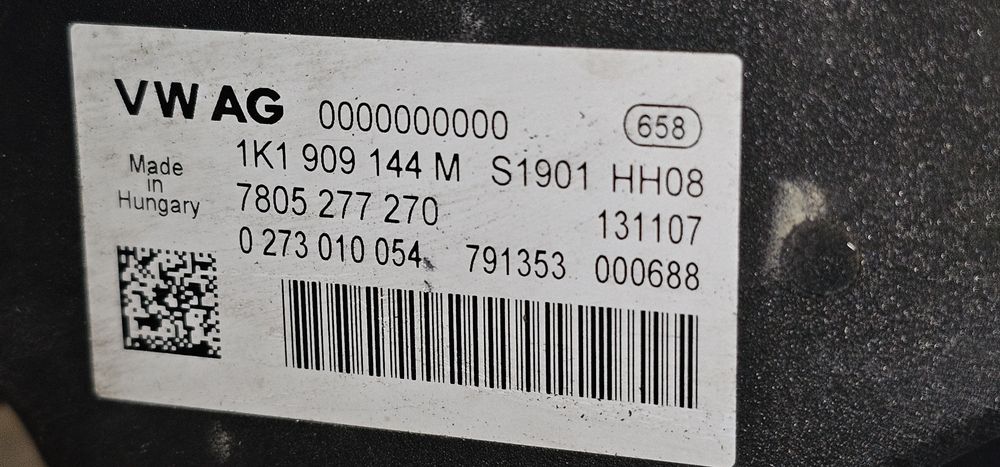 VW AG 0000000000 658
1K1 909 144 M S1901 HH08
Made in Hungary
7805 277 270 131107
0 273 010 054 791353 000688